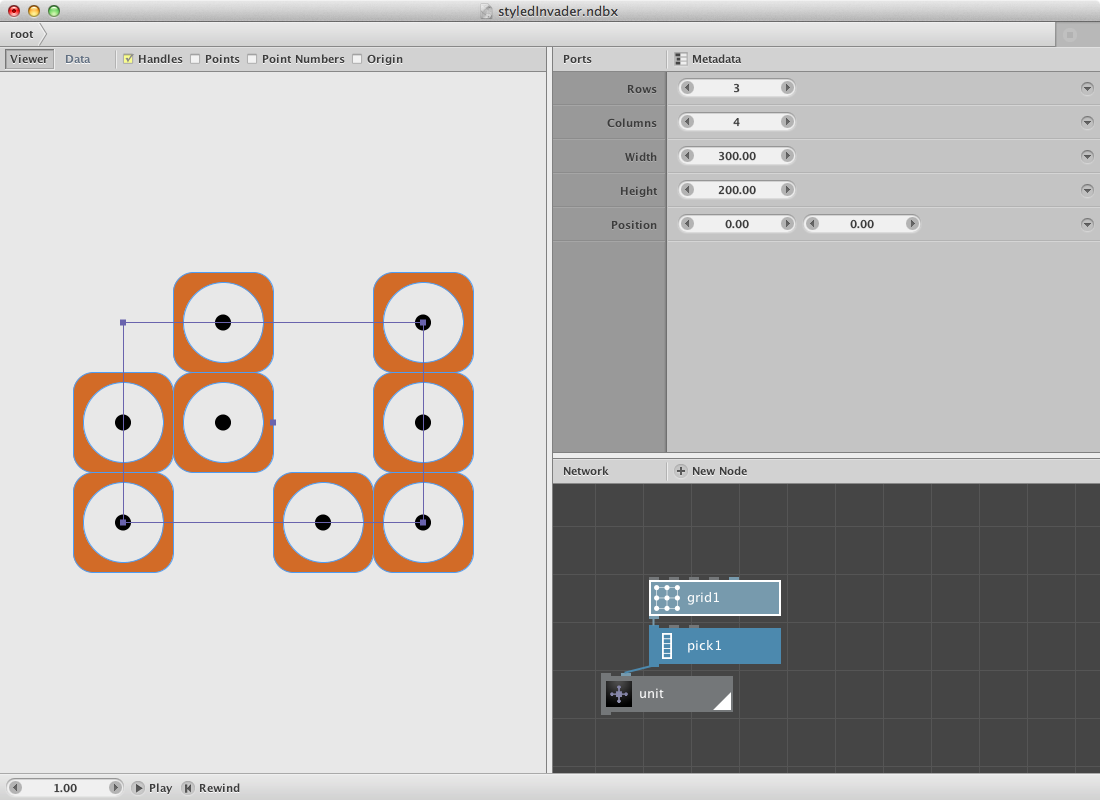 styledInvader.ndbx
root
Viewer Data Handles Points Point Numbers Origin
Ports Metadata
Rows 3
Columns 4
Width 300.00
Height 200.00
Position 0.00 0.00
Network New Node
grid1
pick1
unit
1.00 Play Rewind